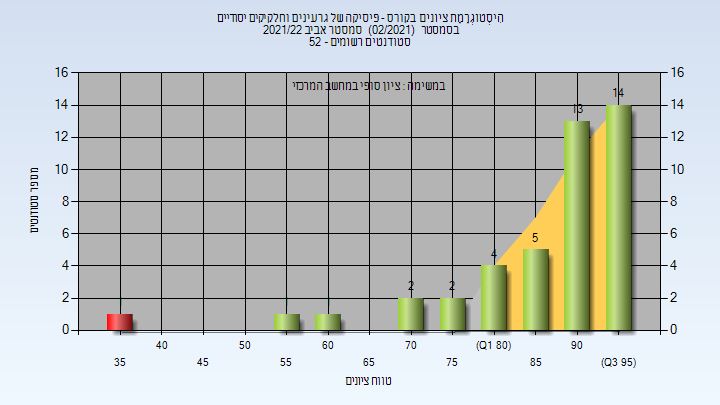 היסטוגרמת ציונים בקורס - פיסיקה של גרעינים וחלקיקים יסודיים
בסמסטר (02/2021) סמסטר אביב 2021/22
סטודנטים רשומים - 52
במשימה : ציון סופי במחשב המרכזי
מספר סטודנטים
16 16
14 14
12 12
10 10
8 8
6 6
4 4
2 2
0 0
2 2 4 5 13 14
40 50 60 70 (Q1 80) 90
35 45 55 65 75 85 (Q3 95)
טווח ציונים